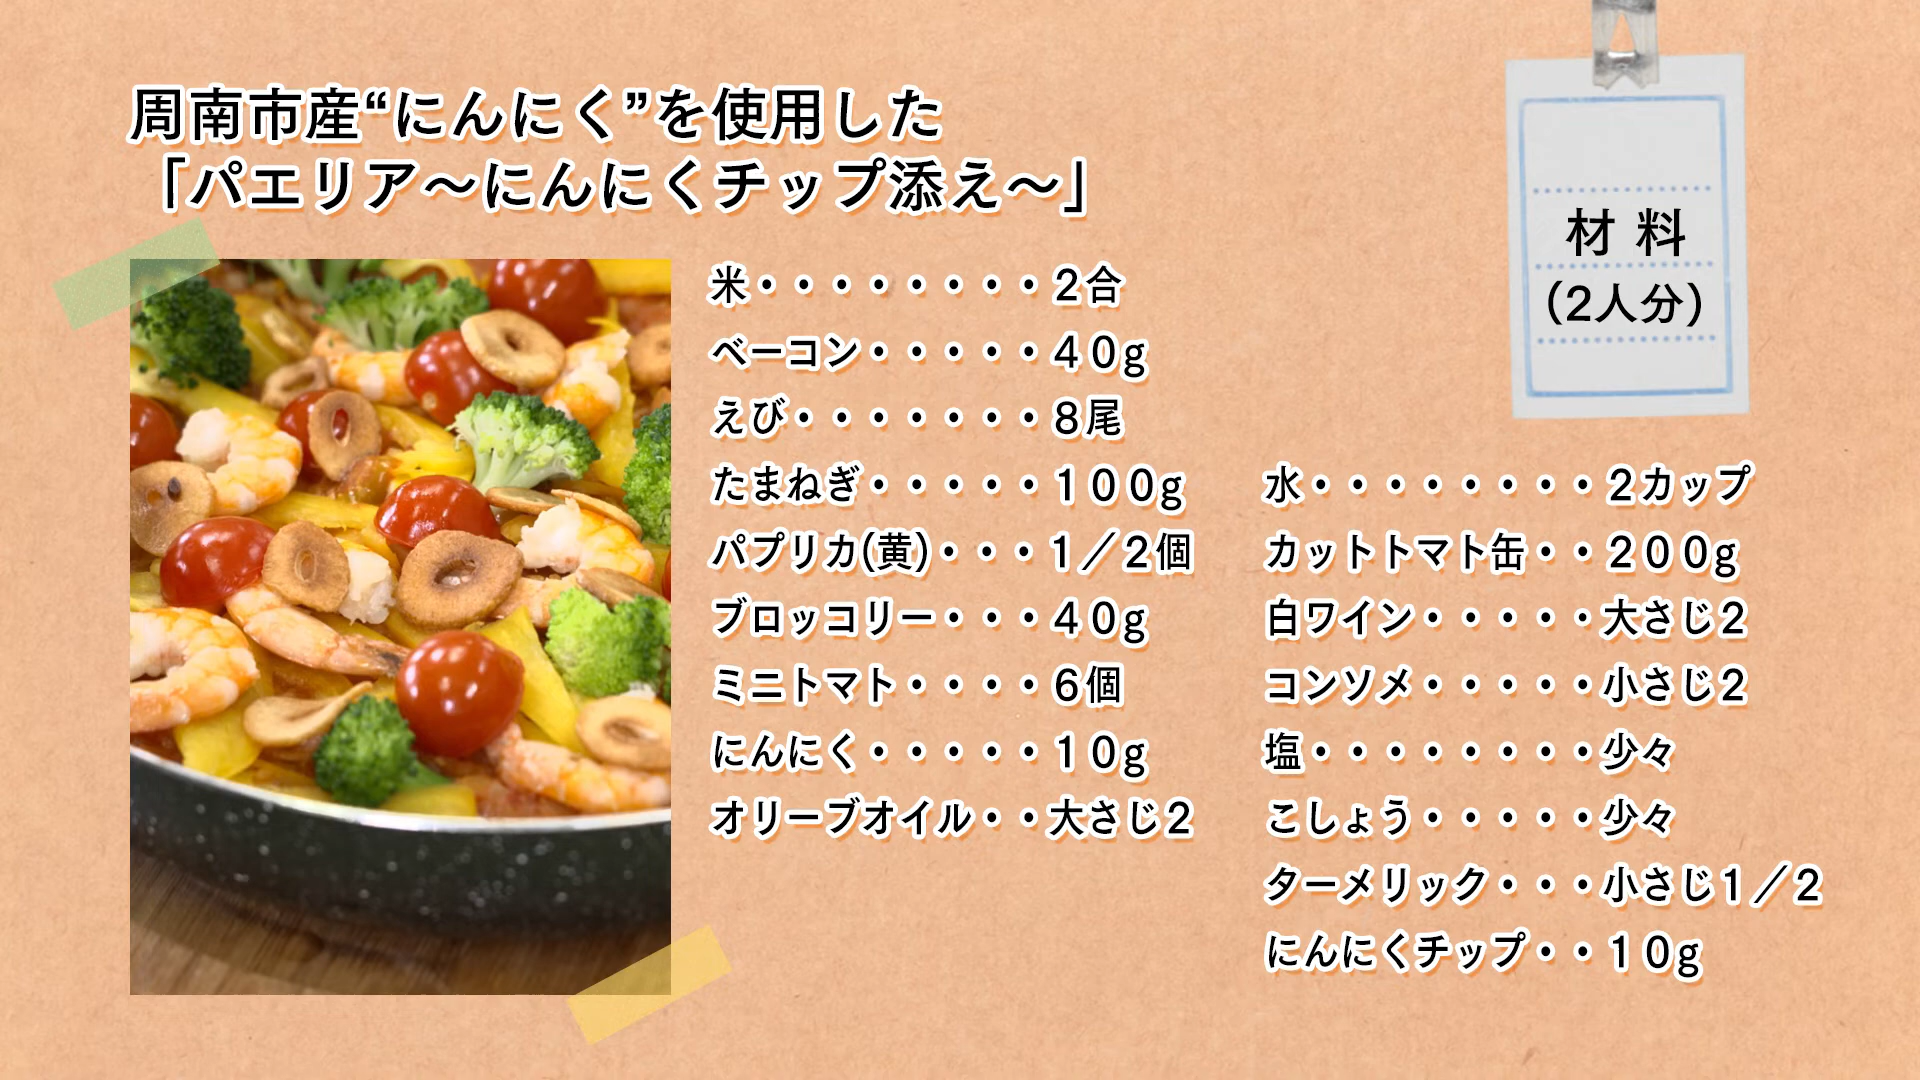 周南市産“にんにく”を使用した
「パエリア～にんにくチップ添え～」
材 料
(2人分)
米・・・・・・・・2合
ベーコン・・・・・40g
えび・・・・・・・8尾
たまねぎ・・・・・100g
パプリカ(黄)・・・1／2個
ブロッコリー・・・40g
ミニトマト・・・・6個
にんにく・・・・・10g
オリーブオイル・・大さじ2
水・・・・・・・・2カップ
カットトマト缶・・200g
白ワイン・・・・・大さじ2
コンソメ・・・・・小さじ2
塩・・・・・・・・少々
こしょう・・・・・少々
ターメリック・・・小さじ1／2
にんにくチップ・・10g